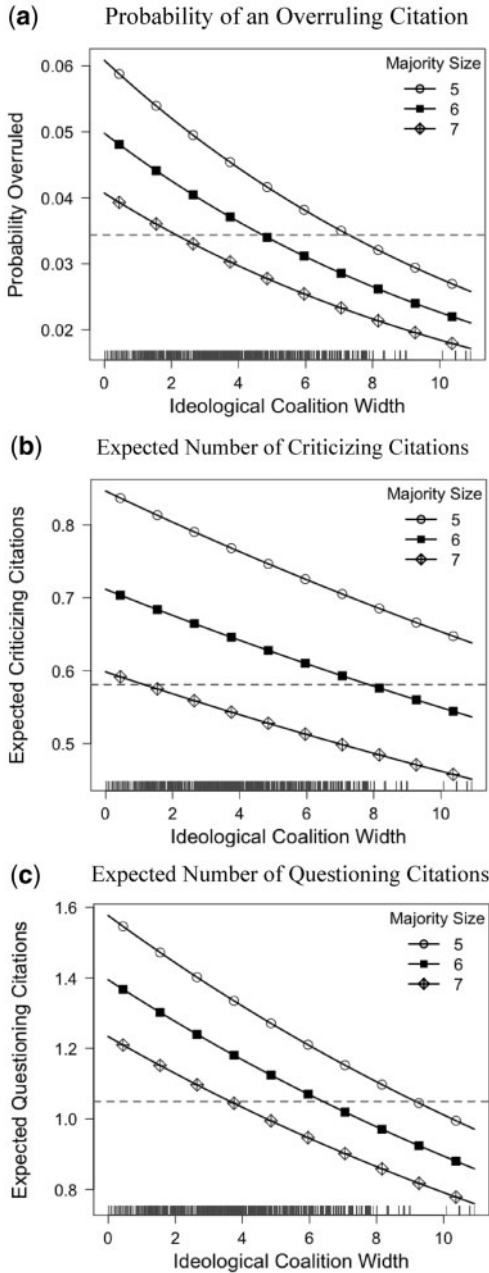 (a) Probability of an Overruling Citation
Majority Size
5
6
7
0.06
0.05
0.04
0.03
0.02
Probability Overruled
0 2 4 6 8 10
Ideological Coalition Width
(b) Expected Number of Criticizing Citations
Majority Size
5
6
7
0.8
0.7
0.6
0.5
Expected Criticizing Citations
0 2 4 6 8 10
Ideological Coalition Width
(c) Expected Number of Questioning Citations
Majority Size
5
6
7
1.6
1.4
1.2
1.0
0.8
Expected Questioning Citations
0 2 4 6 8 10
Ideological Coalition Width